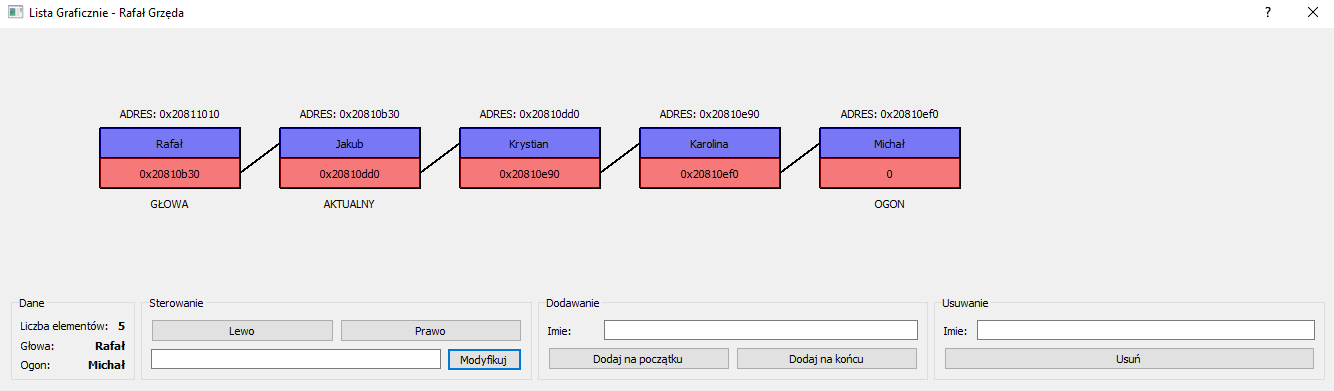 Lista Graficznie - Rafał Grzęda
ADRES: 0x20811010 ADRES: 0x20810b30 ADRES: 0x20810dd0 ADRES: 0x20810e90 ADRES: 0x20810ef0
Rafał Jakub Krystian Karolina Michał
0x20810b30 0x20810dd0 0x20810e90 0x20810ef0 0
GŁOWA AKTUALNY OGON
Dane
Liczba elementów: 5
Głowa: Rafał
Ogon: Michał
Sterowanie
Lewo Prawo
Modyfikuj
Dodawanie
Imie:
Dodaj na początku Dodaj na końcu
Usuwanie
Imie:
Usuń